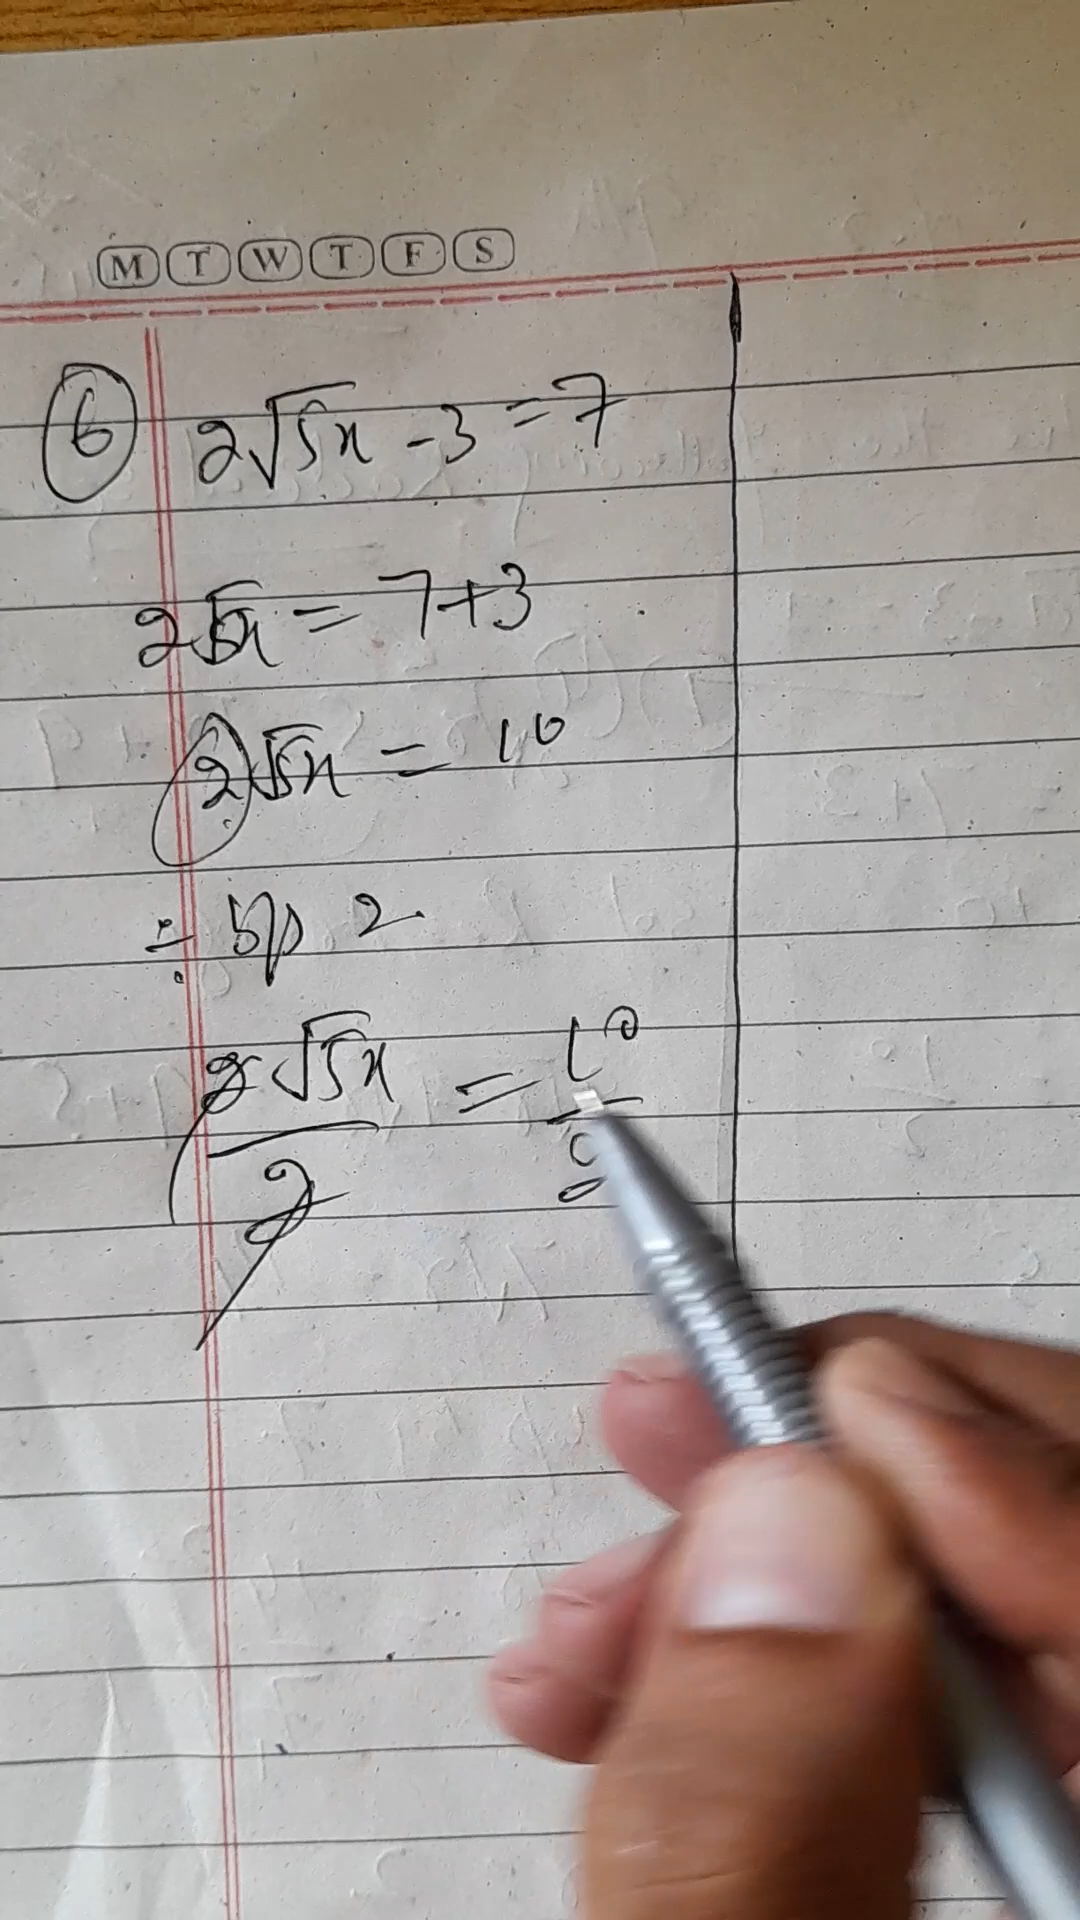 M T W T F S
6 2√5x - 3 = 7
2√5x = 7+3
2√5x = 10
÷ by 2
2√5x / 2 = 10 / 2